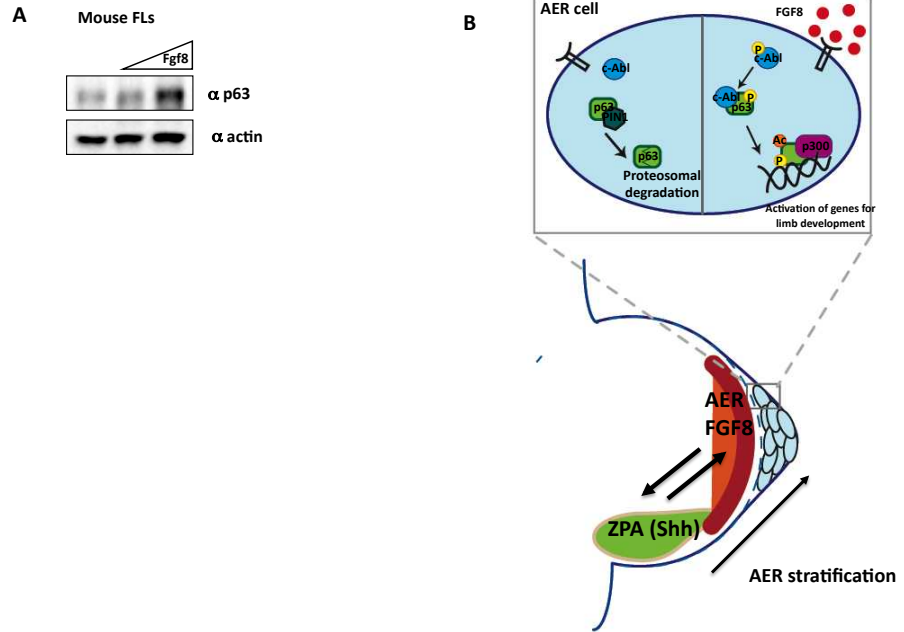 A
Mouse FLs
Fgf8
α p63
α actin
B
AER cell
FGF8
c-Abl
p63
PIN1
p63
Proteosomal
degradation
P
c-Abl
c-Abl
P
p63
Ac
p300
P
Activation of genes for
limb development
AER
FGF8
ZPA (Shh)
AER stratification